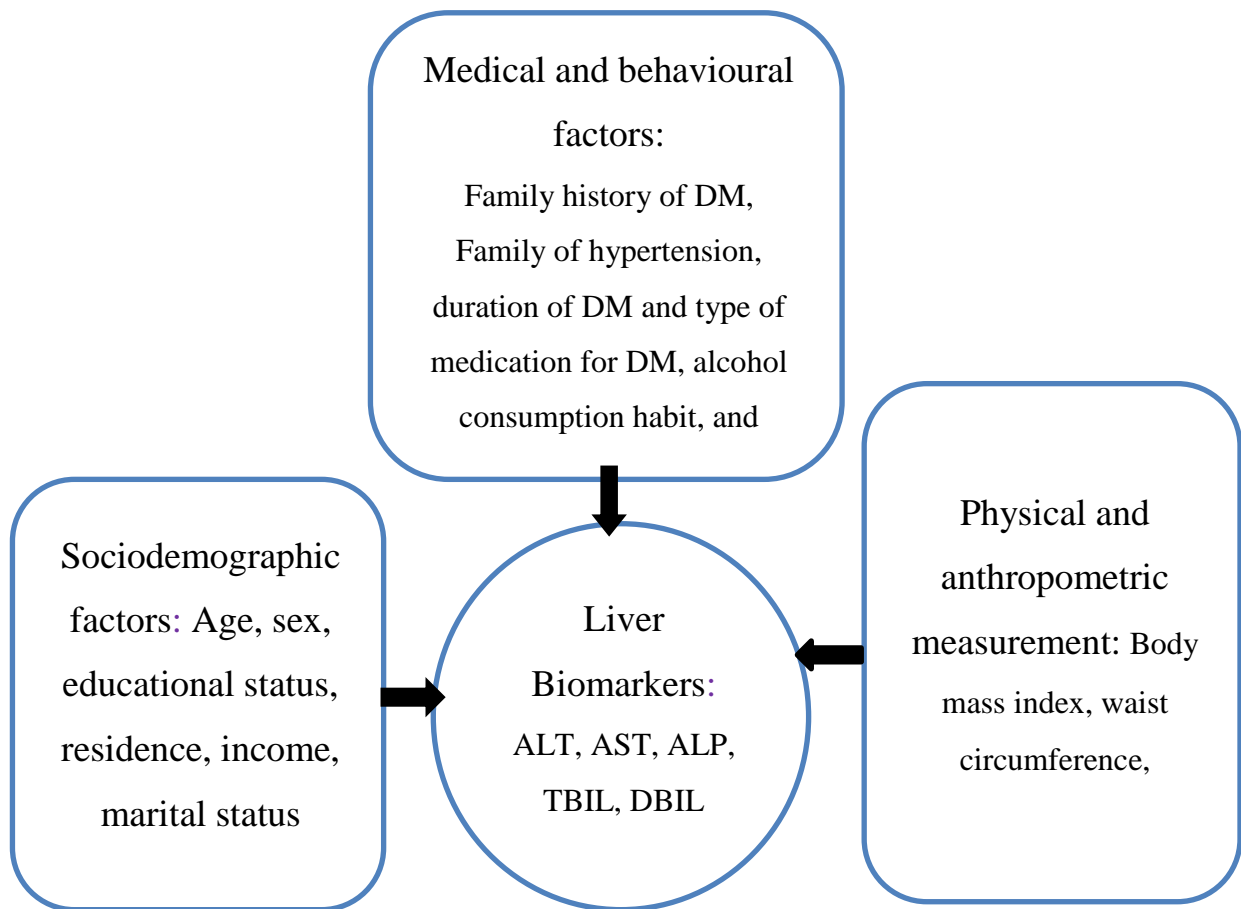 Medical and behavioural
factors:
Family history of DM,
Family of hypertension,
duration of DM and type of
medication for DM, alcohol
consumption habit, and
Sociodemographic
factors: Age, sex,
educational status,
residence, income,
marital status
Liver
Biomarkers:
ALT, AST, ALP,
TBIL, DBIL
Physical and
anthropometric
measurement: Body
mass index, waist
circumference,